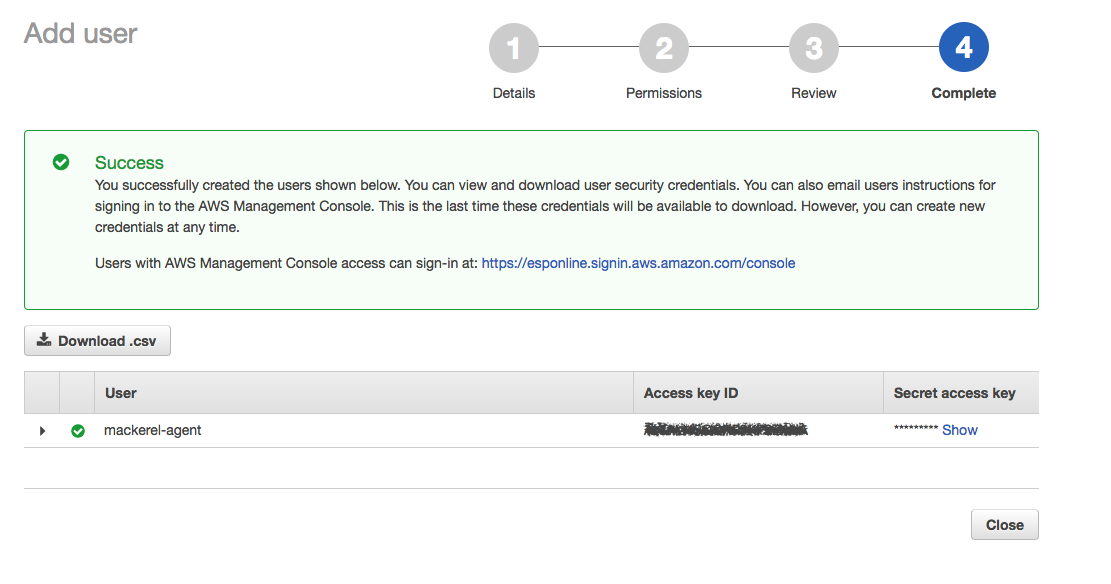 Add user
1
2
3
4
Details
Permissions
Review
Complete
Success
You successfully created the users shown below. You can view and download user security credentials. You can also email users instructions for
signing in to the AWS Management Console. This is the last time these credentials will be available to download. However, you can create new
credentials at any time.
Users with AWS Management Console access can sign-in at: https://esponline.signin.aws.amazon.com/console
Download .csv
User
Access key ID
Secret access key
mackerel-agent
********* Show
Close